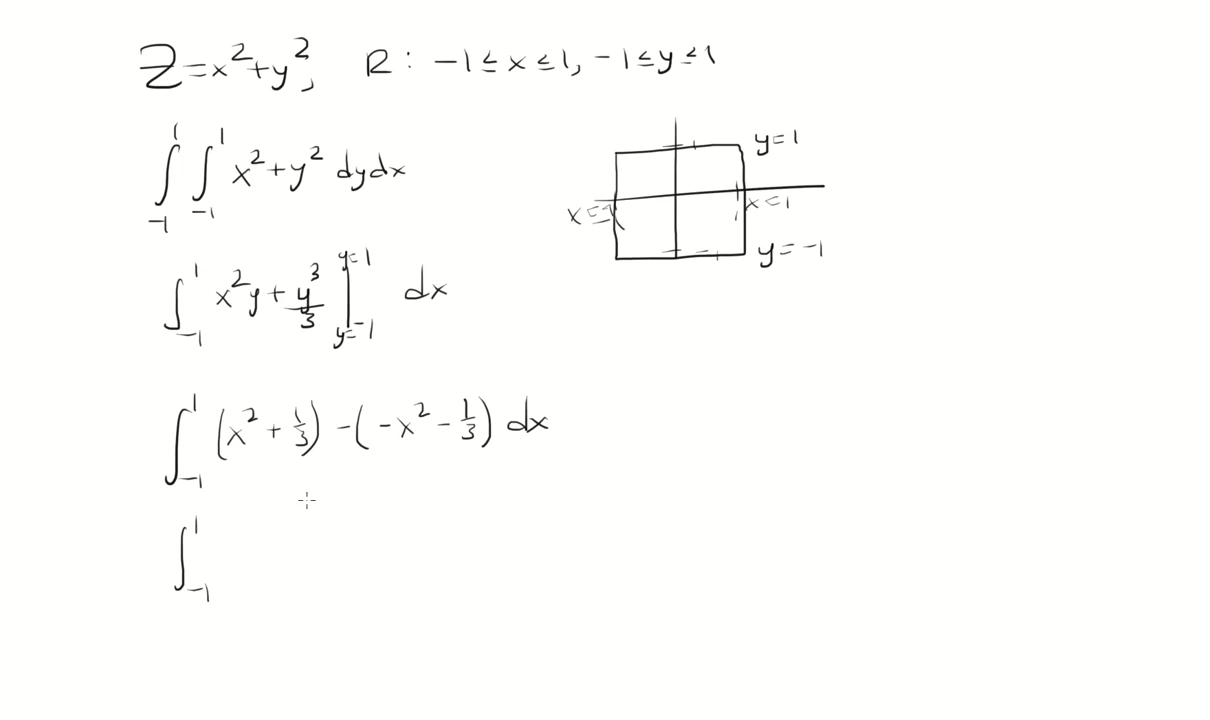 Z=x²+y², R: -1≤x≤1, -1≤y≤1
∫₋₁¹ ∫₋₁¹ x²+y² dydx
y=1
x=-1
x=1
y=-1
∫₋₁¹ x²y+y³/3 |y=-1 y=1 dx
∫₋₁¹ (x²+1/3)-(-x²-1/3) dx
∫₋₁¹